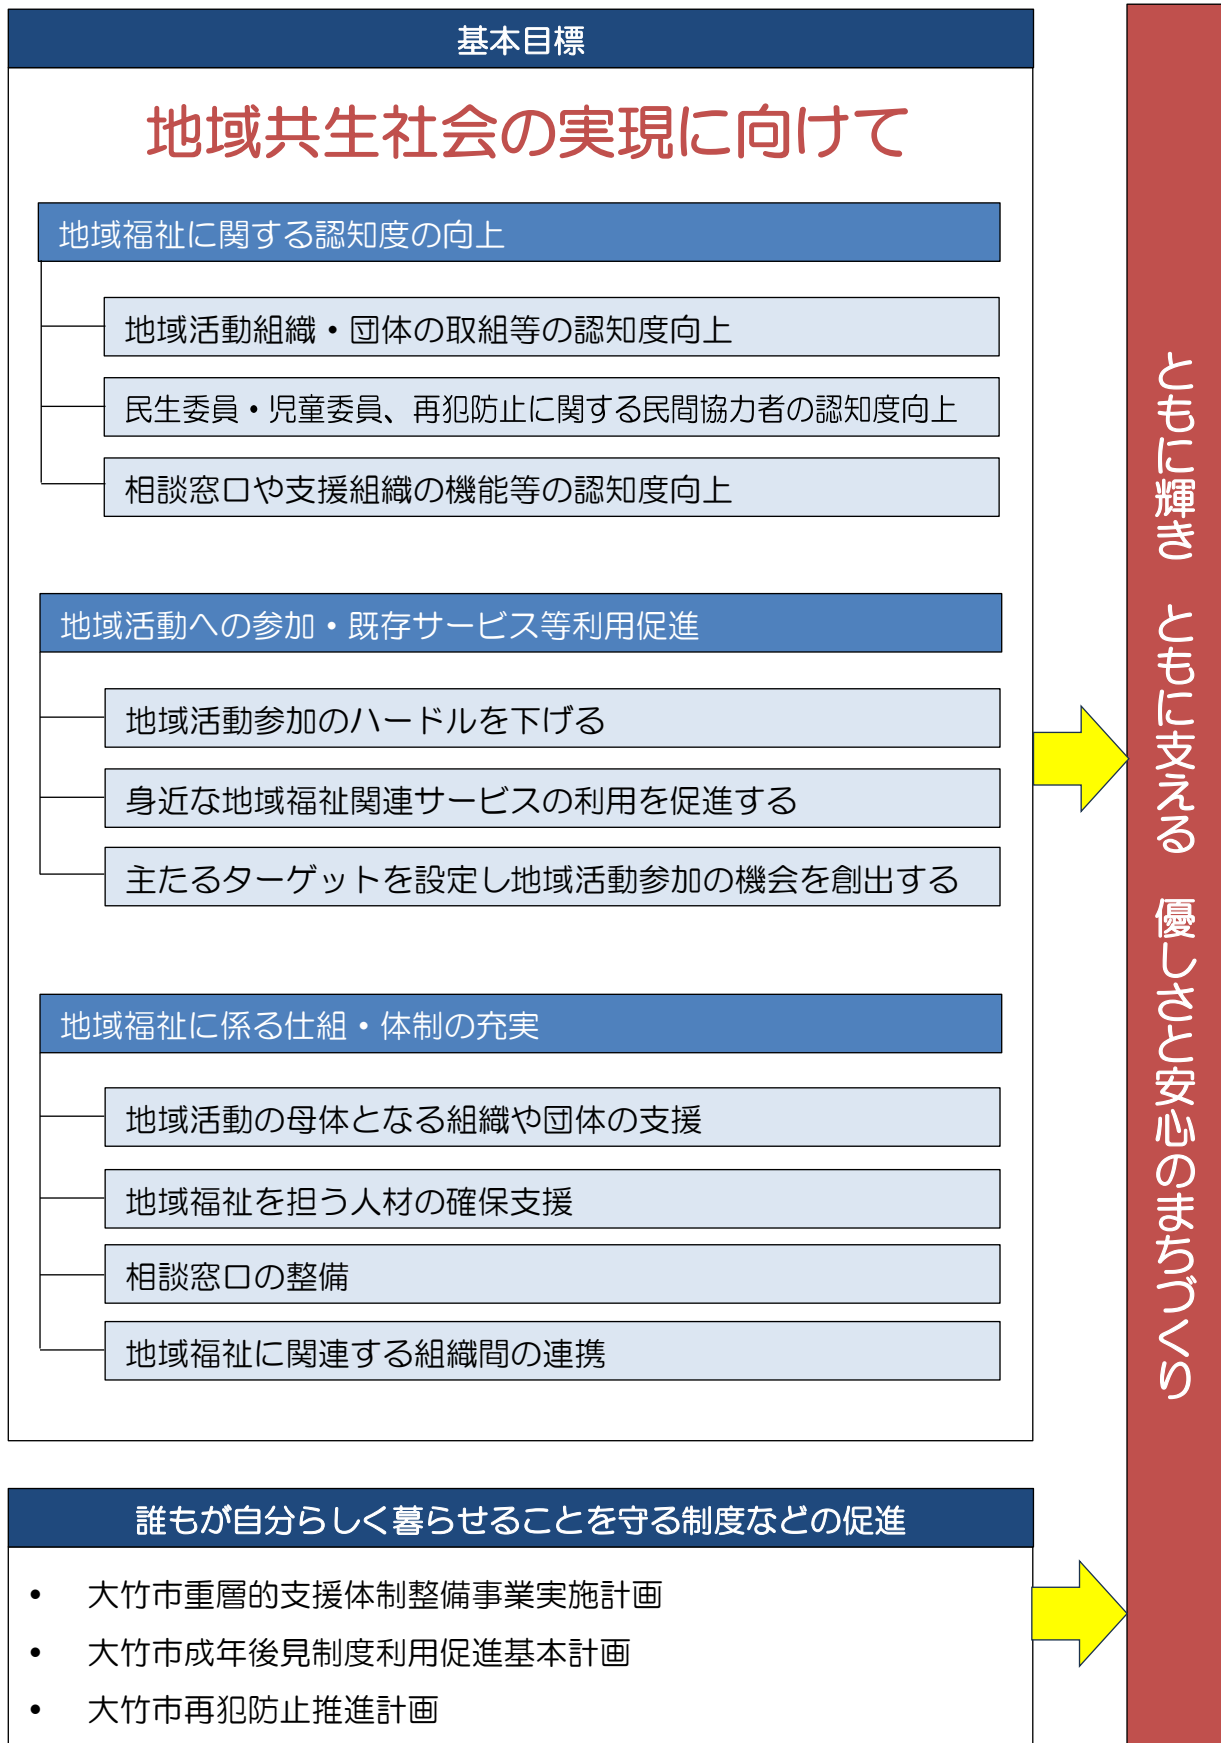 基本目標
地域共生社会の実現に向けて
地域福祉に関する認知度の向上
地域活動組織・団体の取組等の認知度向上
民生委員・児童委員、再犯防止に関する民間協力者の認知度向上
相談窓口や支援組織の機能等の認知度向上
地域活動への参加・既存サービス等利用促進
地域活動参加のハードルを下げる
身近な地域福祉関連サービスの利用を促進する
主たるターゲットを設定し地域活動参加の機会を創出する
地域福祉に係る仕組・体制の充実
地域活動の母体となる組織や団体の支援
地域福祉を担う人材の確保支援
相談窓口の整備
地域福祉に関連する組織間の連携
誰もが自分らしく暮らせることを守る制度などの促進
• 大竹市重層的支援体制整備事業実施計画
• 大竹市成年後見制度利用促進基本計画
• 大竹市再犯防止推進計画
ともに輝き　ともに支える　優しさと安心のまちづくり